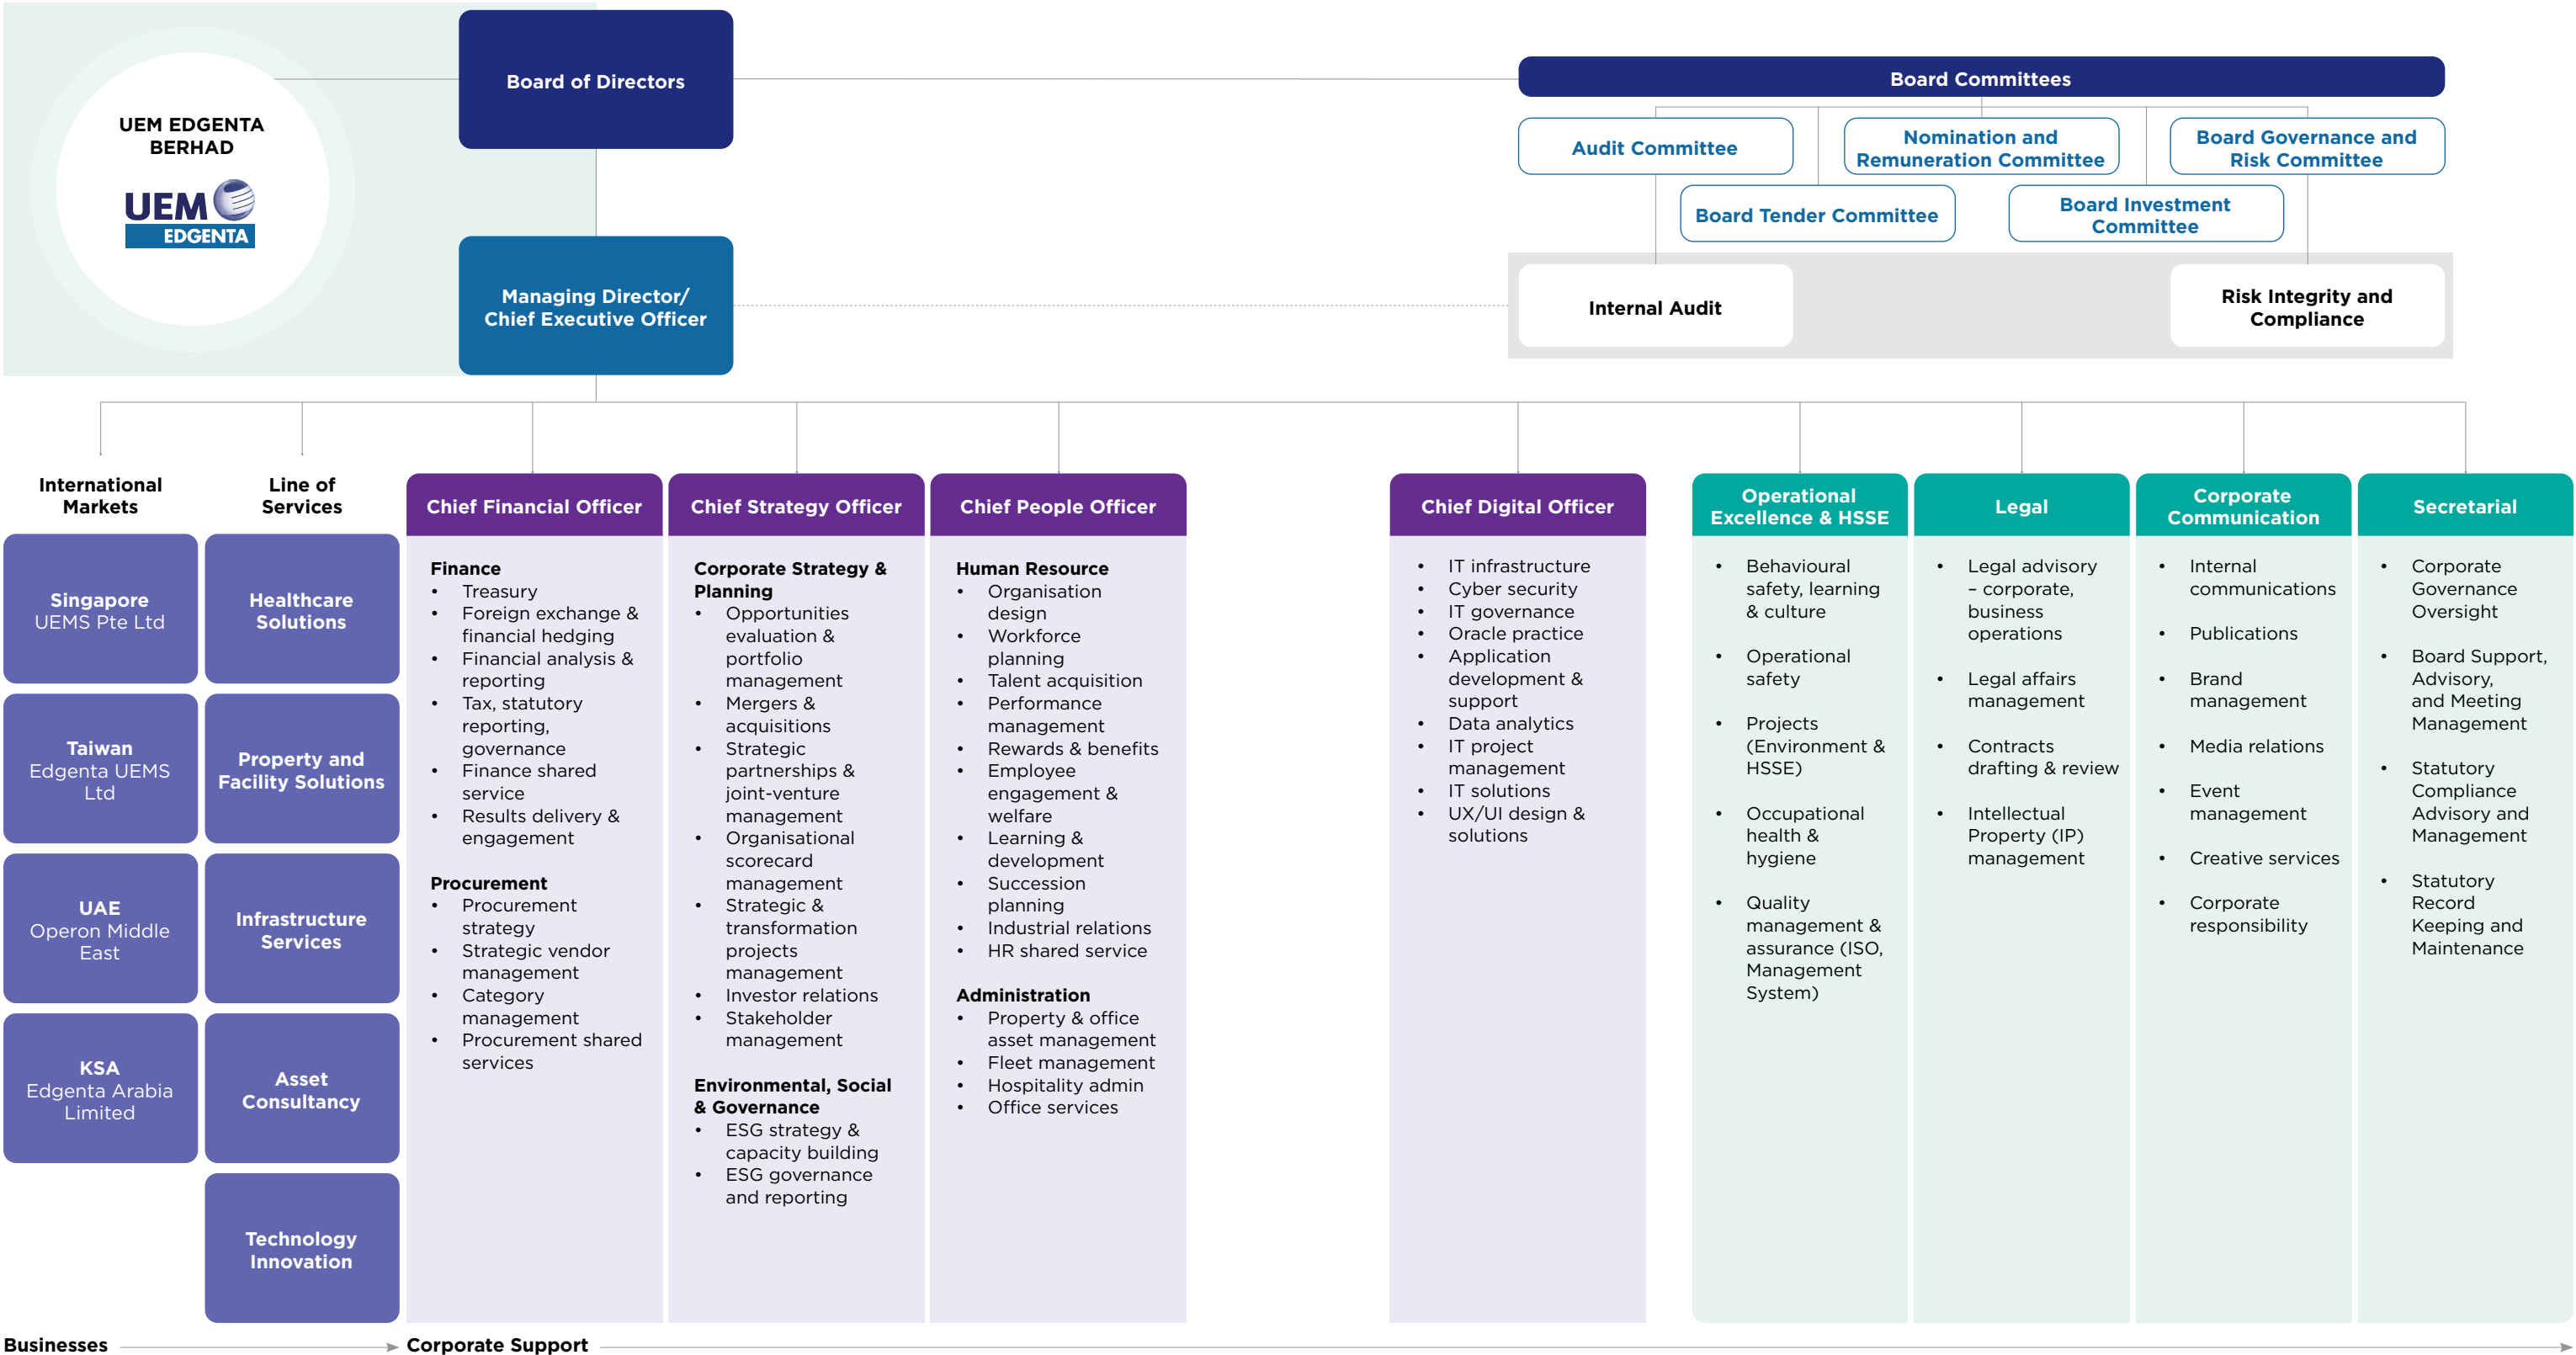 UEM EDGENTA
BERHAD
UEM
EDGENTA
Board of Directors
Managing Director/
Chief Executive Officer
Board Committees
Audit Committee
Nomination and
Remuneration Committee
Board Governance and
Risk Committee
Board Tender Committee
Board Investment
Committee
Internal Audit
Risk Integrity and
Compliance
International
Markets
Singapore
UEMS Pte Ltd
Taiwan
Edgenta UEMS
Ltd
UAE
Operon Middle
East
KSA
Edgenta Arabia
Limited
Line of
Services
Healthcare
Solutions
Property and
Facility Solutions
Infrastructure
Services
Asset
Consultancy
Technology
Innovation
Chief Financial Officer
Finance
• Treasury
• Foreign exchange &
financial hedging
• Financial analysis &
reporting
• Tax, statutory
reporting,
governance
• Finance shared
service
• Results delivery &
engagement
Procurement
• Procurement
strategy
• Strategic vendor
management
• Category
management
• Procurement shared
services
Chief Strategy Officer
Corporate Strategy &
Planning
• Opportunities
evaluation &
portfolio
management
• Mergers &
acquisitions
• Strategic
partnerships &
joint-venture
management
• Organisational
scorecard
management
• Strategic &
transformation
projects
management
• Investor relations
• Stakeholder
management
Environmental, Social
& Governance
• ESG strategy &
capacity building
• ESG governance
and reporting
Chief People Officer
Human Resource
• Organisation
design
• Workforce
planning
• Talent acquisition
• Performance
management
• Rewards & benefits
• Employee
engagement &
welfare
• Learning &
development
• Succession
planning
• Industrial relations
• HR shared service
Administration
• Property & office
asset management
• Fleet management
• Hospitality admin
• Office services
Chief Digital Officer
• IT infrastructure
• Cyber security
• IT governance
• Oracle practice
• Application
development &
support
• Data analytics
• IT project
management
• IT solutions
• UX/UI design &
solutions
Operational
Excellence & HSSE
• Behavioural
safety, learning
& culture
• Operational
safety
• Projects
(Environment &
HSSE)
• Occupational
health &
hygiene
• Quality
management &
assurance (ISO,
Management
System)
Legal
• Legal advisory
– corporate,
business
operations
• Legal affairs
management
• Contracts
drafting & review
• Intellectual
Property (IP)
management
Corporate
Communication
• Internal
communications
• Publications
• Brand
management
• Media relations
• Event
management
• Creative services
• Corporate
responsibility
Secretarial
• Corporate
Governance
Oversight
• Board Support,
Advisory,
and Meeting
Management
• Statutory
Compliance
Advisory and
Management
• Statutory
Record
Keeping and
Maintenance
Businesses
Corporate Support